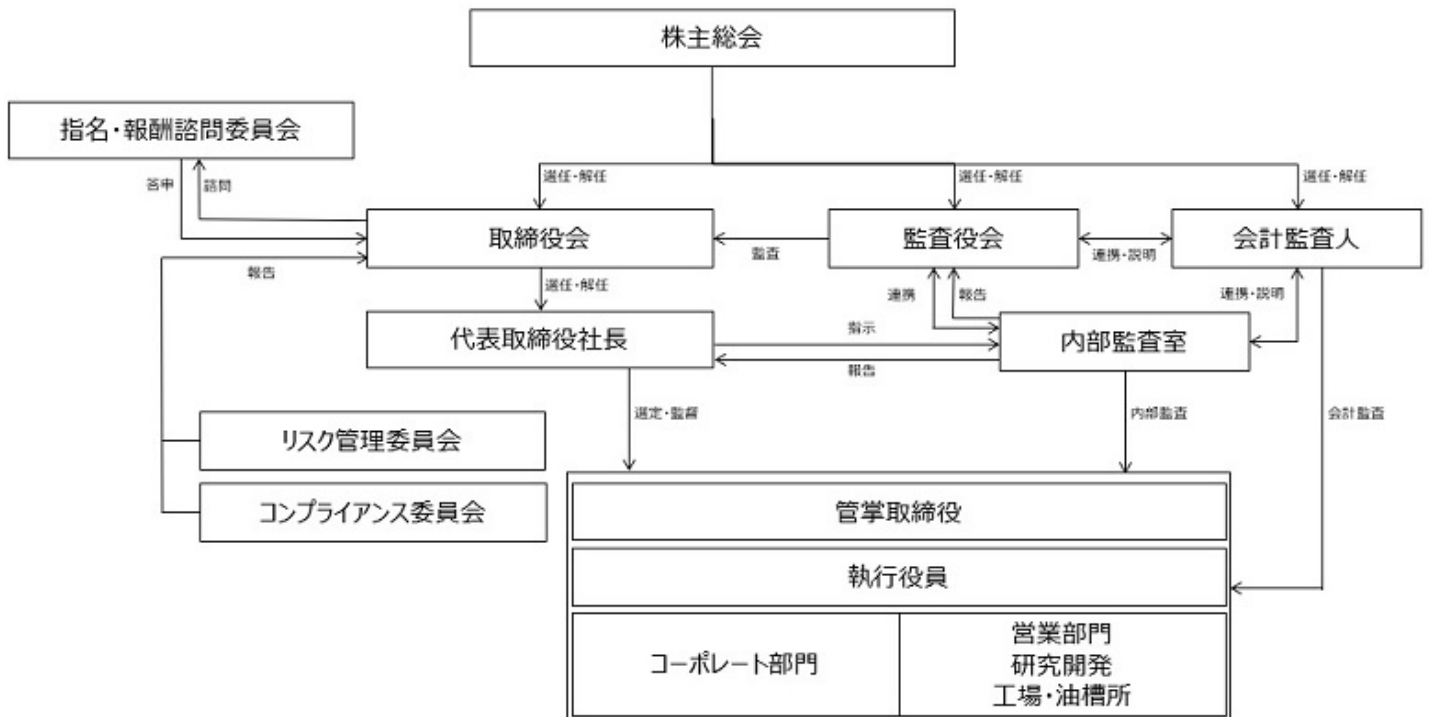 株主総会
指名・報酬諮問委員会
答申
諮問
選任・解任
選任・解任
選任・解任
取締役会
監査役会
会計監査人
監査
連携・説明
報告
選任・解任
連携
報告
連携・説明
代表取締役社長
指示
内部監査室
報告
選定・監督
内部監査
会計監査
リスク管理委員会
コンプライアンス委員会
管掌取締役
執行役員
コーポレート部門
営業部門
研究開発
工場・油槽所